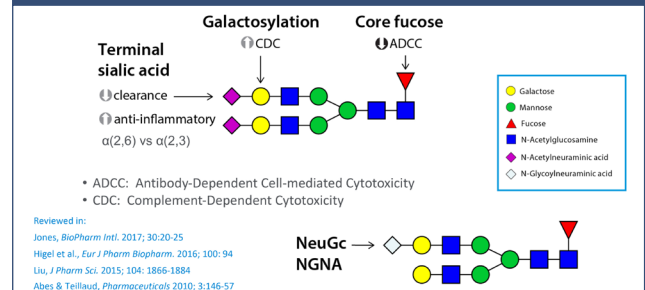 Galactosylation
CDC
Core fucose
ADCC
Terminal
sialic acid
clearance
anti-inflammatory
α(2,6) vs α(2,3)
Galactose
Mannose
Fucose
N-Acetylglucosamine
N-Acetylneuraminic acid
N-Glycoylneuraminic acid
• ADCC: Antibody-Dependent Cell-mediated Cytotoxicity
• CDC: Complement-Dependent Cytotoxicity
Reviewed in:
Jones, BioPharm Intl. 2017; 30:20-25
Higel et al., Eur J Pharm Biopharm. 2016; 100: 94
Liu, J Pharm Sci. 2015; 104: 1866-1884
Abes & Teillaud, Pharmaceuticals 2010; 3:146-57
NeuGc
NGNA